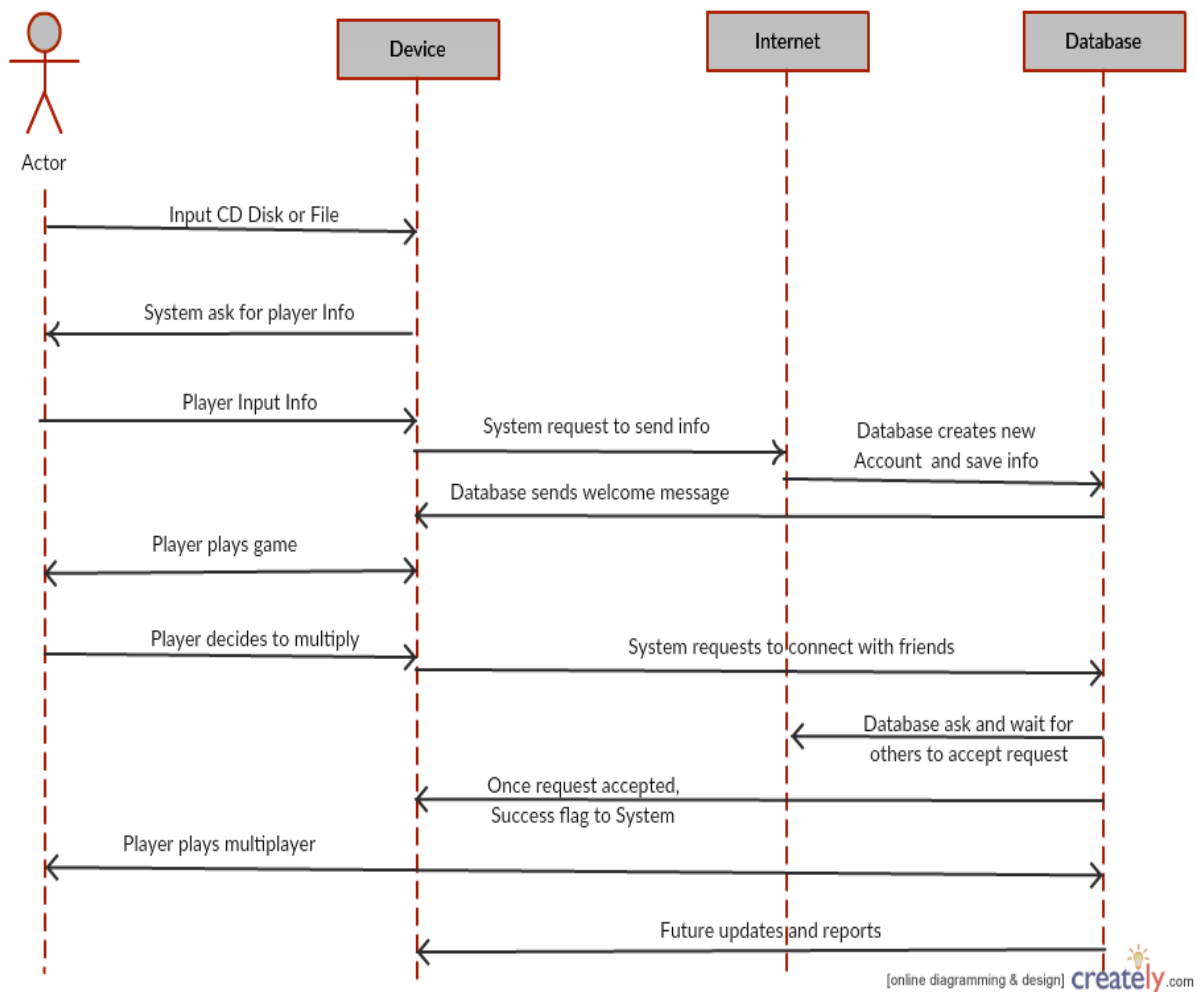 Device
Internet
Database
Actor
Input CD Disk or File
System ask for player Info
Player Input Info
System request to send info
Database creates new
Account and save info
Database sends welcome message
Player plays game
Player decides to multiply
System requests to connect with friends
Database ask and wait for
others to accept request
Once request accepted,
Success flag to System
Player plays multiplayer
Future updates and reports
[online diagramming & design] creately.com